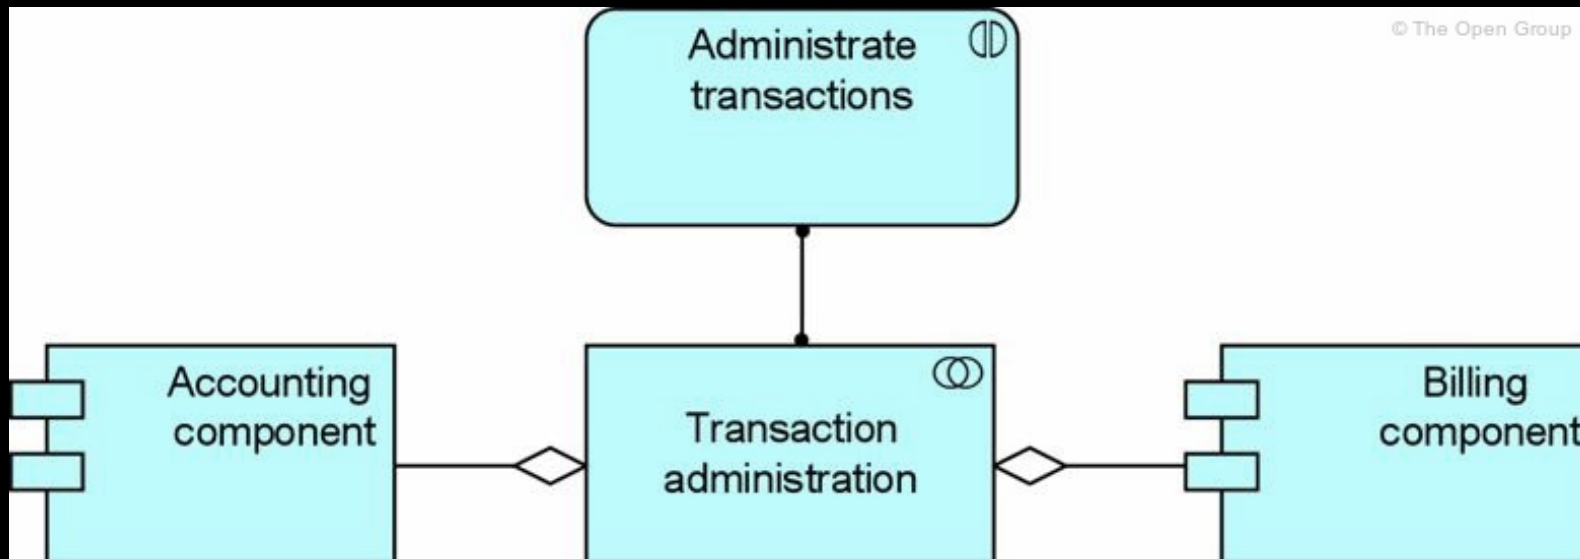 © The Open Group
Administrate
transactions
Accounting
component
Transaction
administration
Billing
component